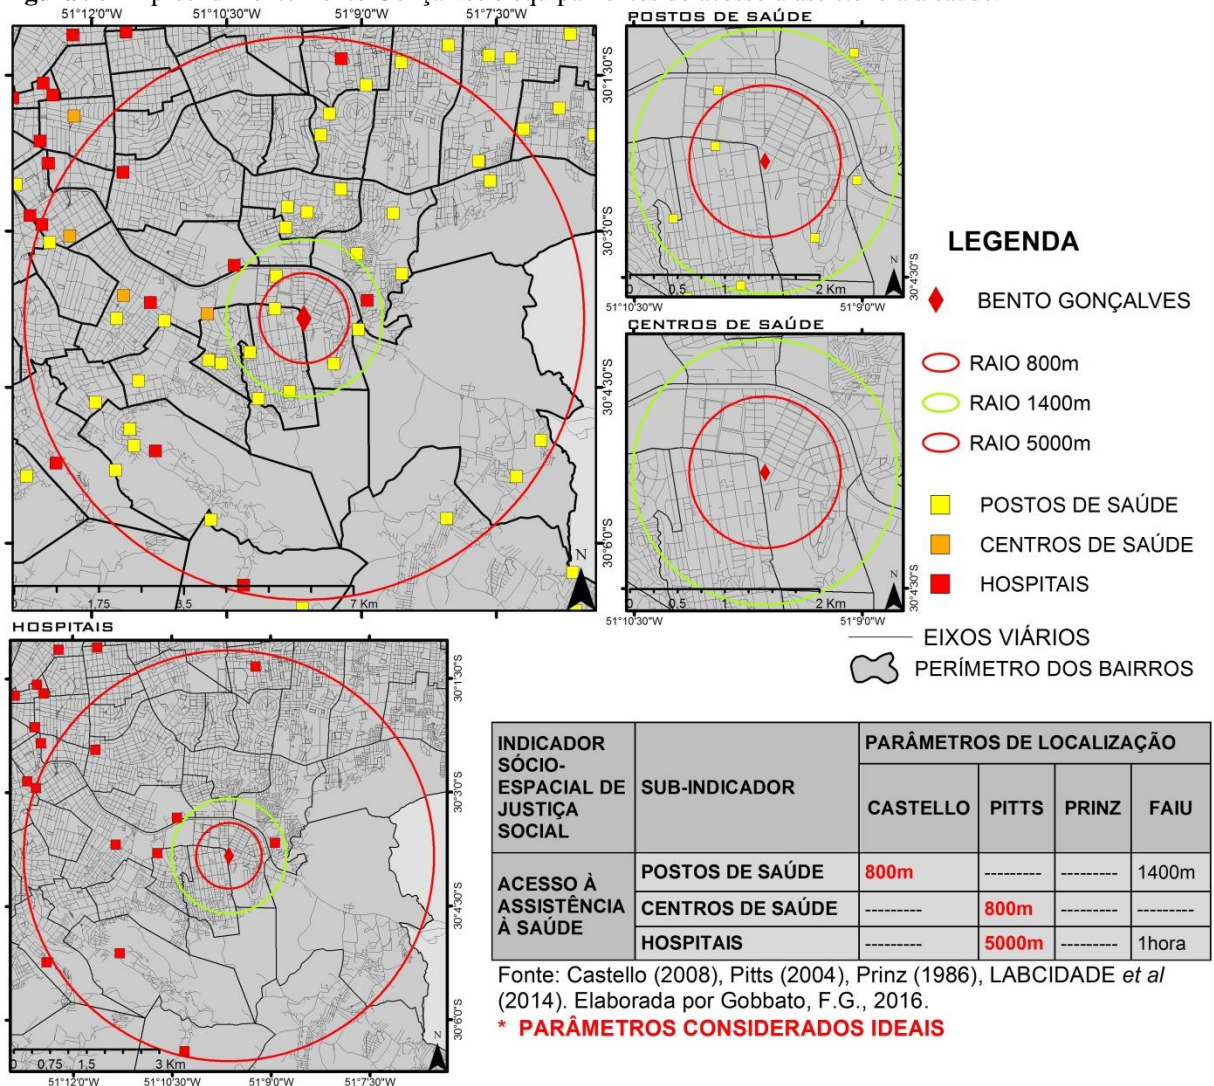 51°12'0"W 51°10'30"W 51°9'0"W 51°7'30"W
30°1'30"S
30°3'0"S
30°4'30"S
30°6'0"S
N
0 1,75 3,5 7 Km
POSTOS DE SAÚDE
0 0,5 1 2 Km
N
30°4'30"S
51°10'30"W 51°9'0"W
CENTROS DE SAÚDE
0 0,5 1 2 Km
N
30°4'30"S
51°10'30"W 51°9'0"W
LEGENDA
BENTO GONÇALVES
RAIO 800m
RAIO 1400m
RAIO 5000m
POSTOS DE SAÚDE
CENTROS DE SAÚDE
HOSPITAIS
EIXOS VIÁRIOS
PERÍMETRO DOS BAIRROS
HOSPITAIS
30°1'30"S
30°3'0"S
30°4'30"S
30°6'0"S
N
0 0,75 1,5 3 Km
51°12'0"W 51°10'30"W 51°9'0"W 51°7'30"W
INDICADOR
SÓCIO-
ESPACIAL DE
JUSTIÇA
SOCIAL
SUB-INDICADOR
PARÂMETROS DE LOCALIZAÇÃO
CASTELLO PITTS PRINZ FAIU
ACESSO À
ASSISTÊNCIA
À SAÚDE
POSTOS DE SAÚDE 800m --------- --------- 1400m
CENTROS DE SAÚDE --------- 800m --------- ---------
HOSPITAIS --------- 5000m --------- 1hora
Fonte: Castello (2008), Pitts (2004), Prinz (1986), LABCIDADE et al
(2014). Elaborada por Gobbato, F.G., 2016.
* PARÂMETROS CONSIDERADOS IDEAIS